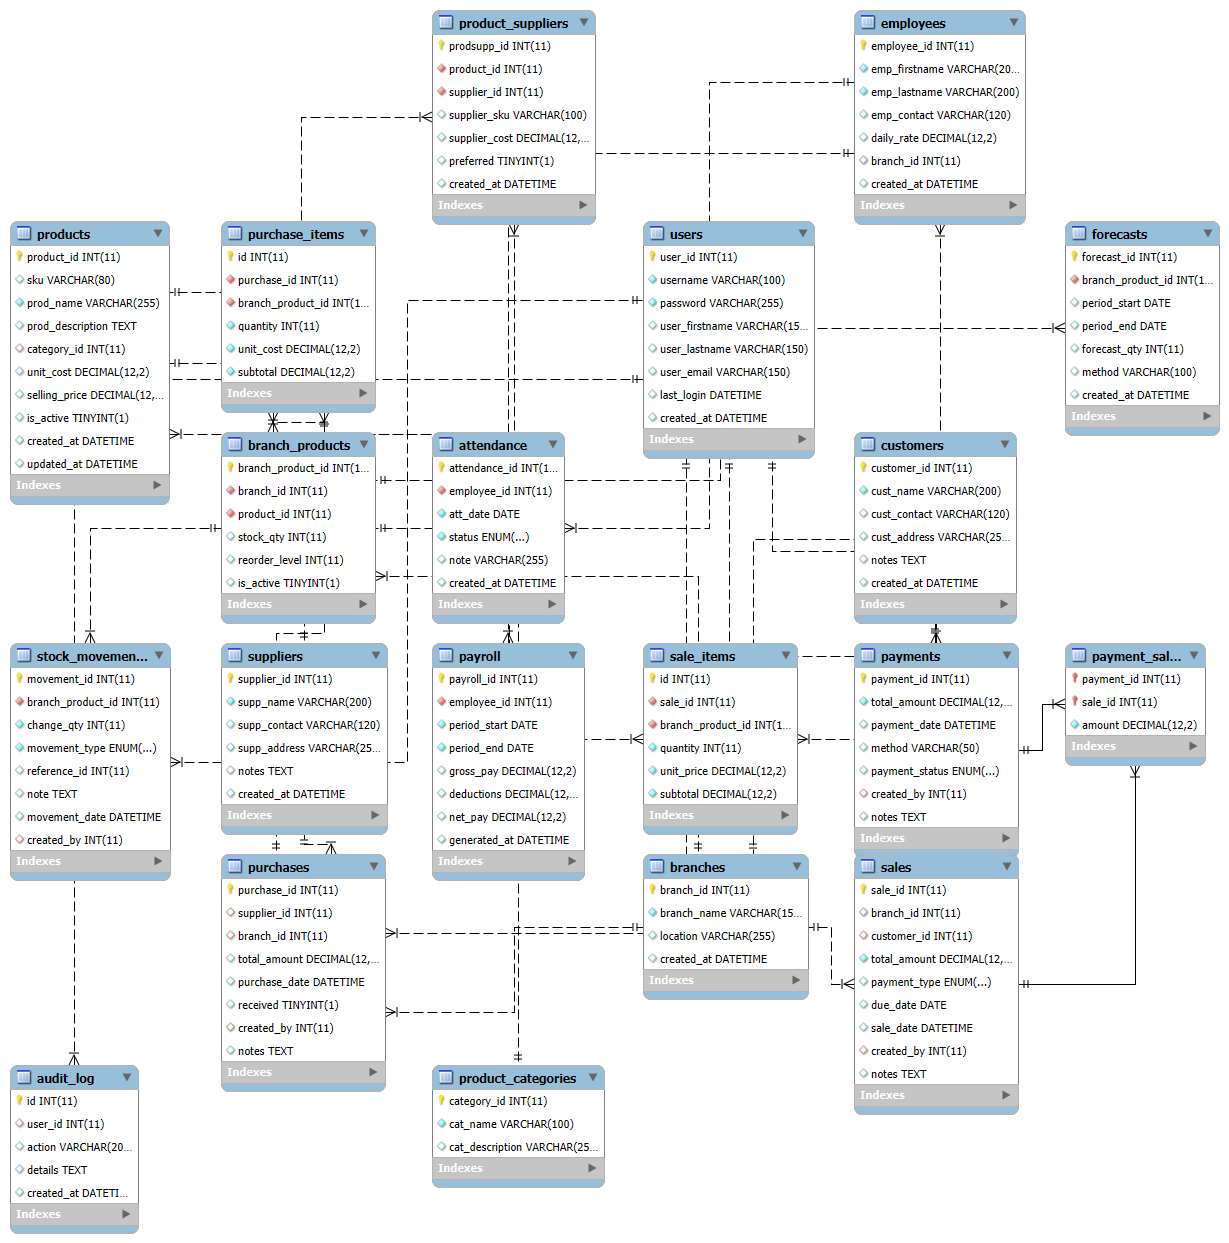 product_suppliers
prodsupp_id INT(11)
product_id INT(11)
supplier_id INT(11)
supplier_sku VARCHAR(100)
supplier_cost DECIMAL(12,...
preferred TINYINT(1)
created_at DATETIME
Indexes
employees
employee_id INT(11)
emp_firstname VARCHAR(20...
emp_lastname VARCHAR(200)
emp_contact VARCHAR(120)
daily_rate DECIMAL(12,2)
branch_id INT(11)
created_at DATETIME
Indexes
products
product_id INT(11)
sku VARCHAR(80)
prod_name VARCHAR(255)
prod_description TEXT
category_id INT(11)
unit_cost DECIMAL(12,2)
selling_price DECIMAL(12,...
is_active TINYINT(1)
created_at DATETIME
updated_at DATETIME
Indexes
purchase_items
id INT(11)
purchase_id INT(11)
branch_product_id INT(1...
quantity INT(11)
unit_cost DECIMAL(12,2)
subtotal DECIMAL(12,2)
Indexes
users
user_id INT(11)
username VARCHAR(100)
password VARCHAR(255)
user_firstname VARCHAR(15...
user_lastname VARCHAR(150)
user_email VARCHAR(150)
last_login DATETIME
created_at DATETIME
Indexes
forecasts
forecast_id INT(11)
branch_product_id INT(1...
period_start DATE
period_end DATE
forecast_qty INT(11)
method VARCHAR(100)
created_at DATETIME
Indexes
branch_products
branch_product_id INT(1...
branch_id INT(11)
product_id INT(11)
stock_qty INT(11)
reorder_level INT(11)
is_active TINYINT(1)
Indexes
attendance
attendance_id INT(1...
employee_id INT(11)
att_date DATE
status ENUM(...)
note VARCHAR(255)
created_at DATETIME
Indexes
customers
customer_id INT(11)
cust_name VARCHAR(200)
cust_contact VARCHAR(120)
cust_address VARCHAR(25...
notes TEXT
created_at DATETIME
Indexes
stock_movemen...
movement_id INT(11)
branch_product_id INT(11)
change_qty INT(11)
movement_type ENUM(...)
reference_id INT(11)
note TEXT
movement_date DATETIME
created_by INT(11)
Indexes
suppliers
supplier_id INT(11)
supp_name VARCHAR(200)
supp_contact VARCHAR(120)
supp_address VARCHAR(25...
notes TEXT
created_at DATETIME
Indexes
payroll
payroll_id INT(11)
employee_id INT(11)
period_start DATE
period_end DATE
gross_pay DECIMAL(12,2)
deductions DECIMAL(12,...
net_pay DECIMAL(12,2)
generated_at DATETIME
Indexes
sale_items
id INT(11)
sale_id INT(11)
branch_product_id INT(1...
quantity INT(11)
unit_price DECIMAL(12,2)
subtotal DECIMAL(12,2)
Indexes
payments
payment_id INT(11)
total_amount DECIMAL(12,...
payment_date DATETIME
method VARCHAR(50)
payment_status ENUM(...)
created_by INT(11)
notes TEXT
Indexes
payment_sal...
payment_id INT(11)
sale_id INT(11)
amount DECIMAL(12,2)
Indexes
purchases
purchase_id INT(11)
supplier_id INT(11)
branch_id INT(11)
total_amount DECIMAL(12,...
purchase_date DATETIME
received TINYINT(1)
created_by INT(11)
notes TEXT
Indexes
branches
branch_id INT(11)
branch_name VARCHAR(15...
location VARCHAR(255)
created_at DATETIME
Indexes
sales
sale_id INT(11)
branch_id INT(11)
customer_id INT(11)
total_amount DECIMAL(12,...
payment_type ENUM(...)
due_date DATE
sale_date DATETIME
created_by INT(11)
notes TEXT
Indexes
audit_log
id INT(11)
user_id INT(11)
action VARCHAR(20...
details TEXT
created_at DATETI...
Indexes
product_categories
category_id INT(11)
cat_name VARCHAR(100)
cat_description VARCHAR(25...
Indexes